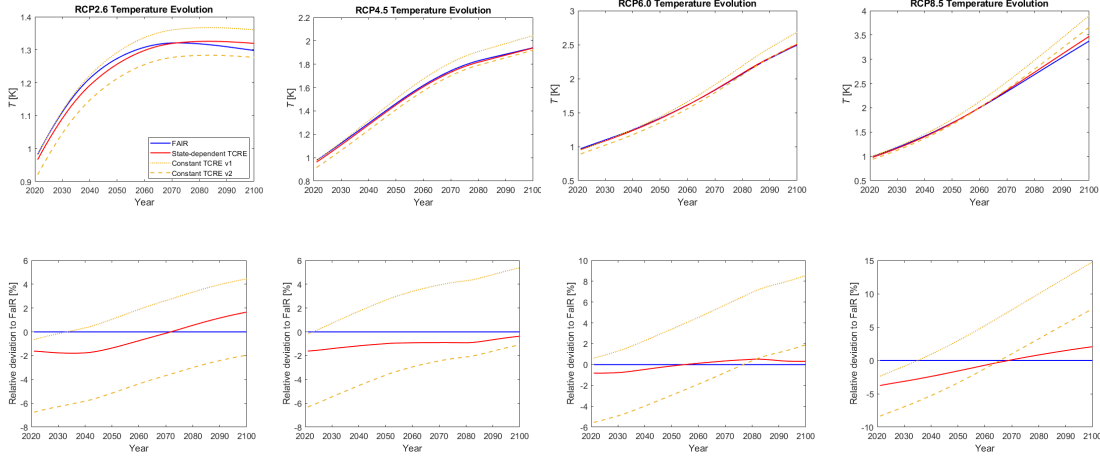 RCP2.6 Temperature Evolution
1.4
1.3
1.2
1.1
1
0.9
T [K]
2020 2030 2040 2050 2060 2070 2080 2090 2100
Year
FAIR
State-dependent TCRE
Constant TCRE v1
Constant TCRE v2
RCP4.5 Temperature Evolution
2.2
2
1.8
1.6
1.4
1.2
1
0.8
T [K]
2020 2030 2040 2050 2060 2070 2080 2090 2100
Year
RCP6.0 Temperature Evolution
3
2.5
2
1.5
1
0.5
T [K]
2020 2030 2040 2050 2060 2070 2080 2090 2100
Year
RCP8.5 Temperature Evolution
4
3.5
3
2.5
2
1.5
1
0.5
T [K]
2020 2030 2040 2050 2060 2070 2080 2090 2100
Year
6
4
2
0
-2
-4
-6
-8
Relative deviation to FaIR [%]
2020 2030 2040 2050 2060 2070 2080 2090 2100
Year
6
4
2
0
-2
-4
-6
-8
Relative deviation to FaIR [%]
2020 2030 2040 2050 2060 2070 2080 2090 2100
Year
10
8
6
4
2
0
-2
-4
-6
Relative deviation to FaIR [%]
2020 2030 2040 2050 2060 2070 2080 2090 2100
Year
15
10
5
0
-5
-10
Relative deviation to FaIR [%]
2020 2030 2040 2050 2060 2070 2080 2090 2100
Year